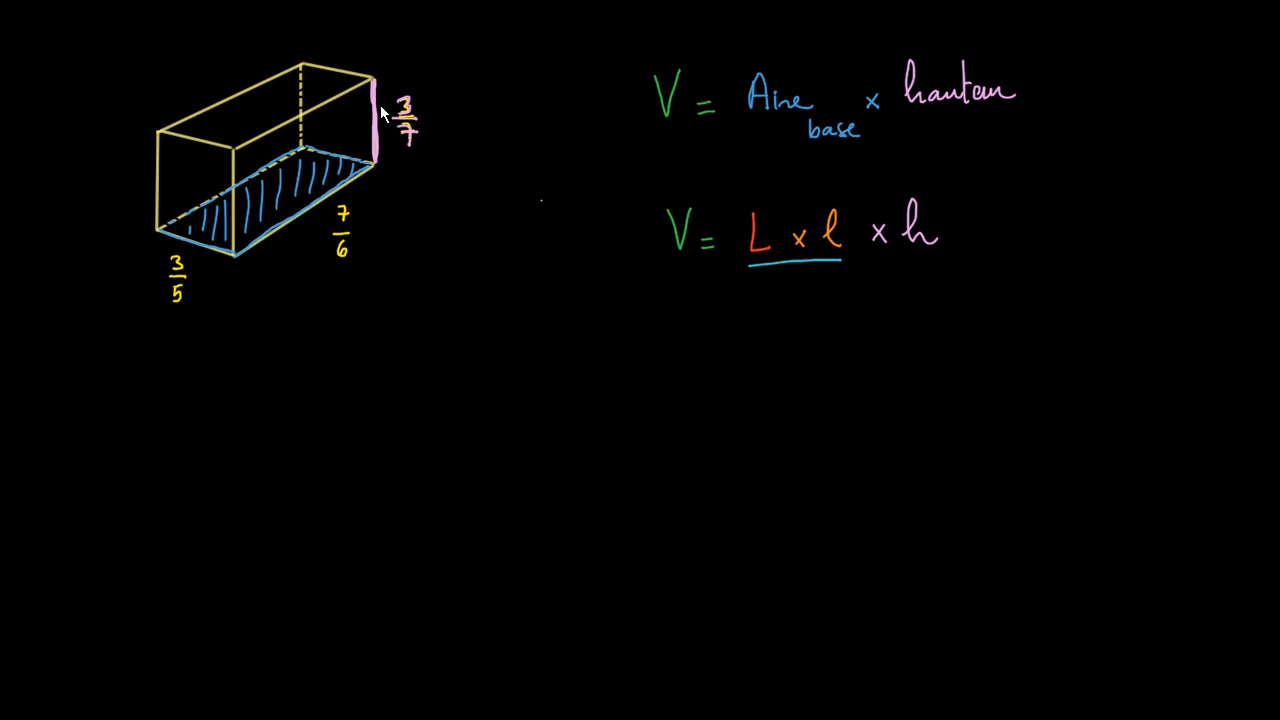 3/7
7/6
3/5
V = Aire base × hauteur
V = L × l × h